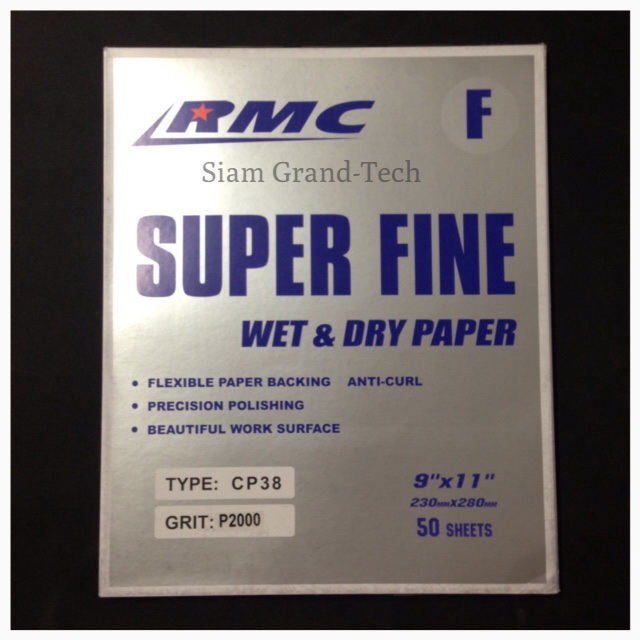 RMC
F
Siam Grand-Tech
SUPER FINE
WET & DRY PAPER
• FLEXIBLE PAPER BACKING ANTI-CURL
• PRECISION POLISHING
• BEAUTIFUL WORK SURFACE
TYPE: CP38
9"x11"
230MMX280MM
GRIT: P2000
50 SHEETS